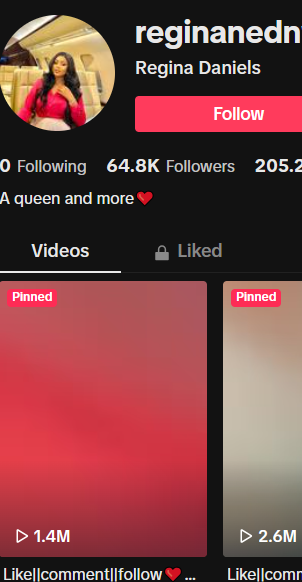 reginanedn
Regina Daniels
Follow
0 Following 64.8K Followers 205.2
A queen and more❤️
Videos Liked
Pinned Pinned
1.4M 2.6M
Like||comment||follow❤️... Like||comm